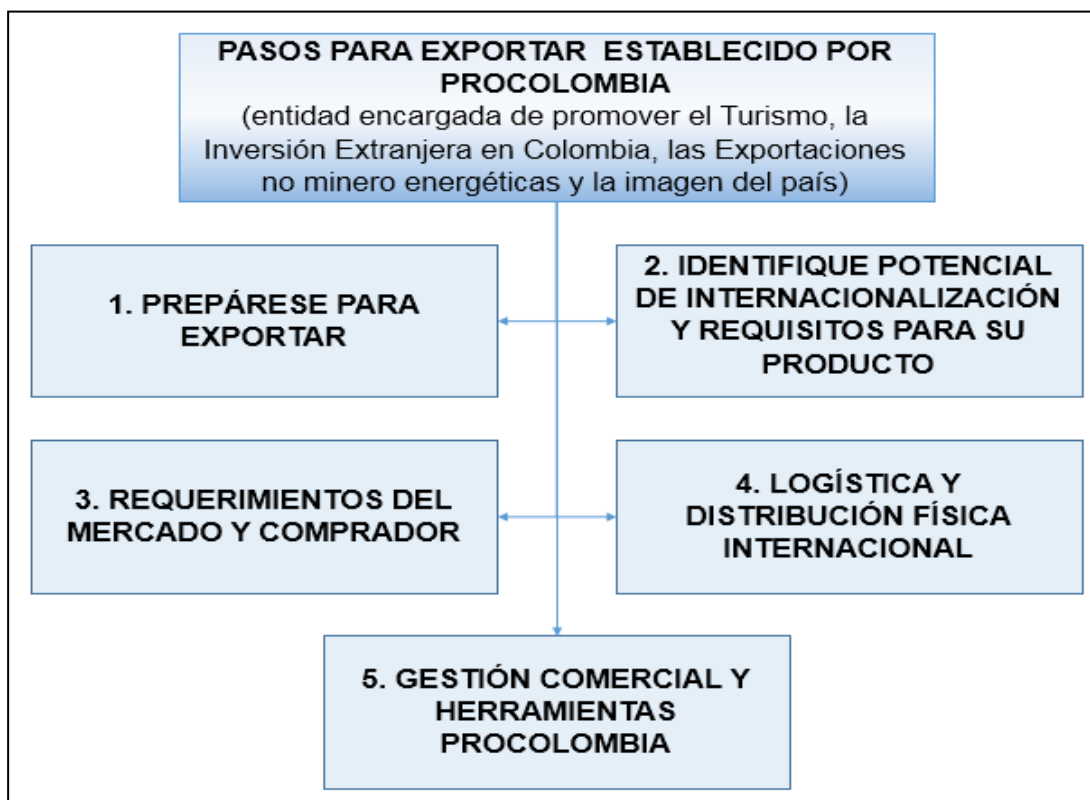 PASOS PARA EXPORTAR ESTABLECIDO POR
PROCOLOMBIA
(entidad encargada de promover el Turismo, la
Inversión Extranjera en Colombia, las Exportaciones
no minero energéticas y la imagen del país)
1. PREPÁRESE PARA
EXPORTAR
2. IDENTIFIQUE POTENCIAL
DE INTERNACIONALIZACIÓN
Y REQUISITOS PARA SU
PRODUCTO
3. REQUERIMIENTOS DEL
MERCADO Y COMPRADOR
4. LOGÍSTICA Y
DISTRIBUCIÓN FÍSICA
INTERNACIONAL
5. GESTIÓN COMERCIAL Y
HERRAMIENTAS
PROCOLOMBIA